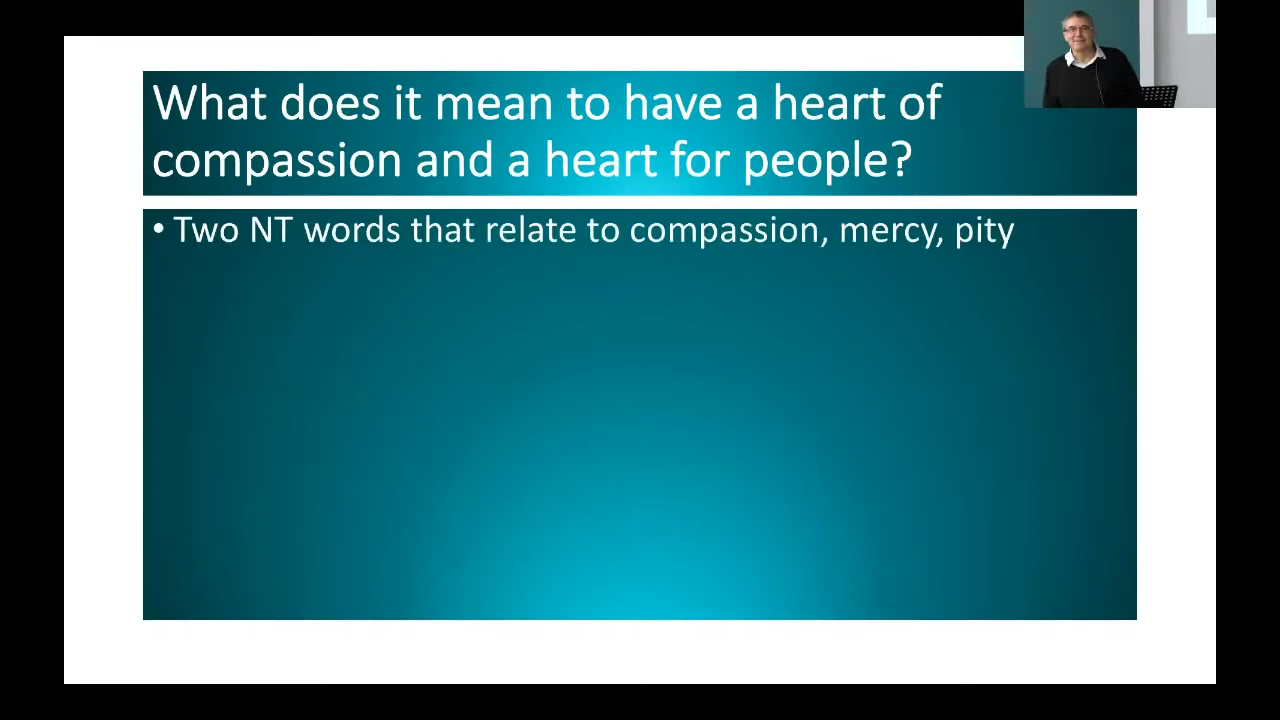 What does it mean to have a heart of
compassion and a heart for people?
• Two NT words that relate to compassion, mercy, pity